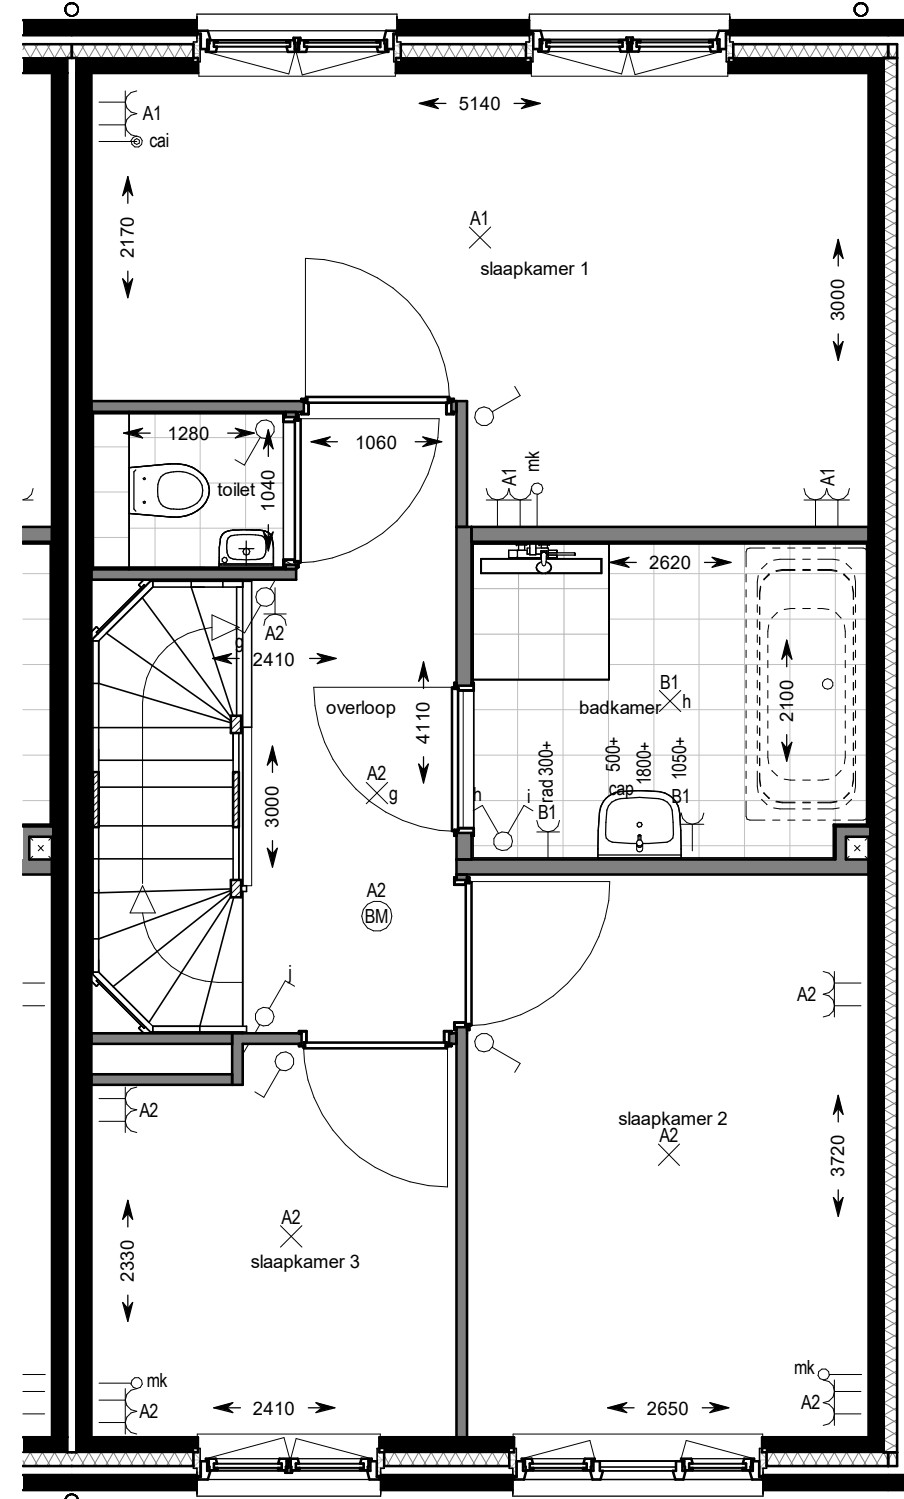 5140
A1
cai
2170
A1
slaapkamer 1
3000
1280
1060
toilet
1040
A1
mk
A1
2620
A2
2410
overloop
4110
B1
badkamer
h
2100
3000
A2
g
rad 300+
500+
cap
1800+
1050+
h
i
B1
B1
A2
BM
j
A2
A2
slaapkamer 2
A2
3720
A2
slaapkamer 3
2330
mk
A2
2410
mk
A2
2650